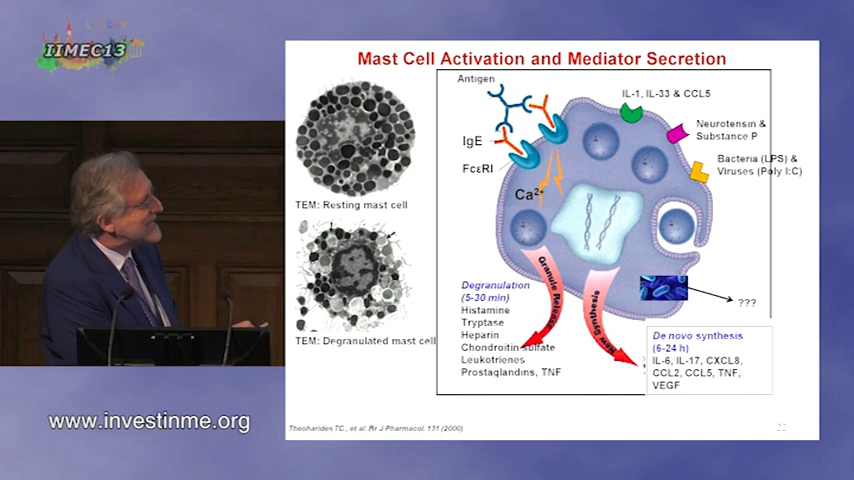 LONDON
IIMEC13
www.investinme.org
Mast Cell Activation and Mediator Secretion
TEM: Resting mast cell
TEM: Degranulated mast cell
Antigen
IgE
FcεRI
Ca2+
IL-1, IL-33 & CCL5
Neurotensin &
Substance P
Bacteria (LPS) &
Viruses (Poly I:C)
Granule Release
New Synthesis
???
Degranulation
(5-30 min)
Histamine
Tryptase
Heparin
Chondroitin sulfate
Leukotrienes
Prostaglandins, TNF
De novo synthesis
(6-24 h)
IL-6, IL-17, CXCL8,
CCL2, CCL5, TNF,
VEGF
Theoharides TC., et al. Br J Pharmacol. 131 (2000)
22